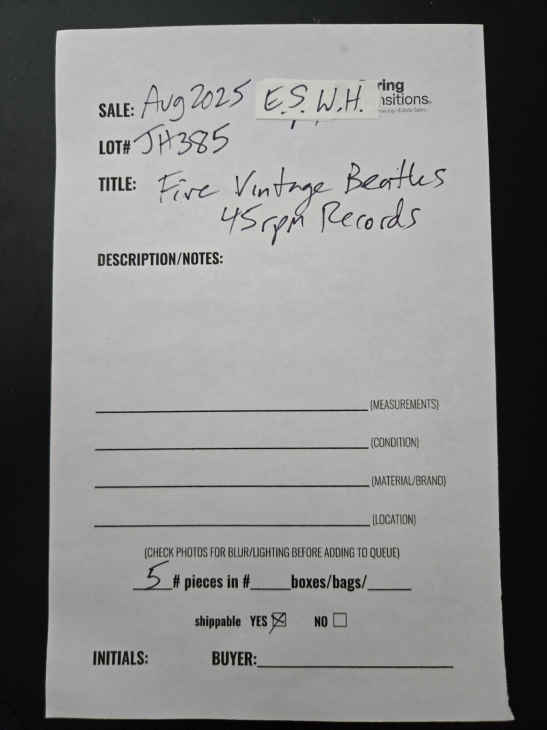 SALE: Aug 2025 E.S.W.H. ring
nsitions
LOT# JH385
TITLE: Five Vintage Beatles
45rpm Records
DESCRIPTION/NOTES:
(MEASUREMENTS)
(CONDITION)
(MATERIAL/BRAND)
(LOCATION)
(CHECK PHOTOS FOR BLUR/LIGHTING BEFORE ADDING TO QUEUE)
5 # pieces in # boxes/bags/
shippable YES NO
INITIALS: BUYER: